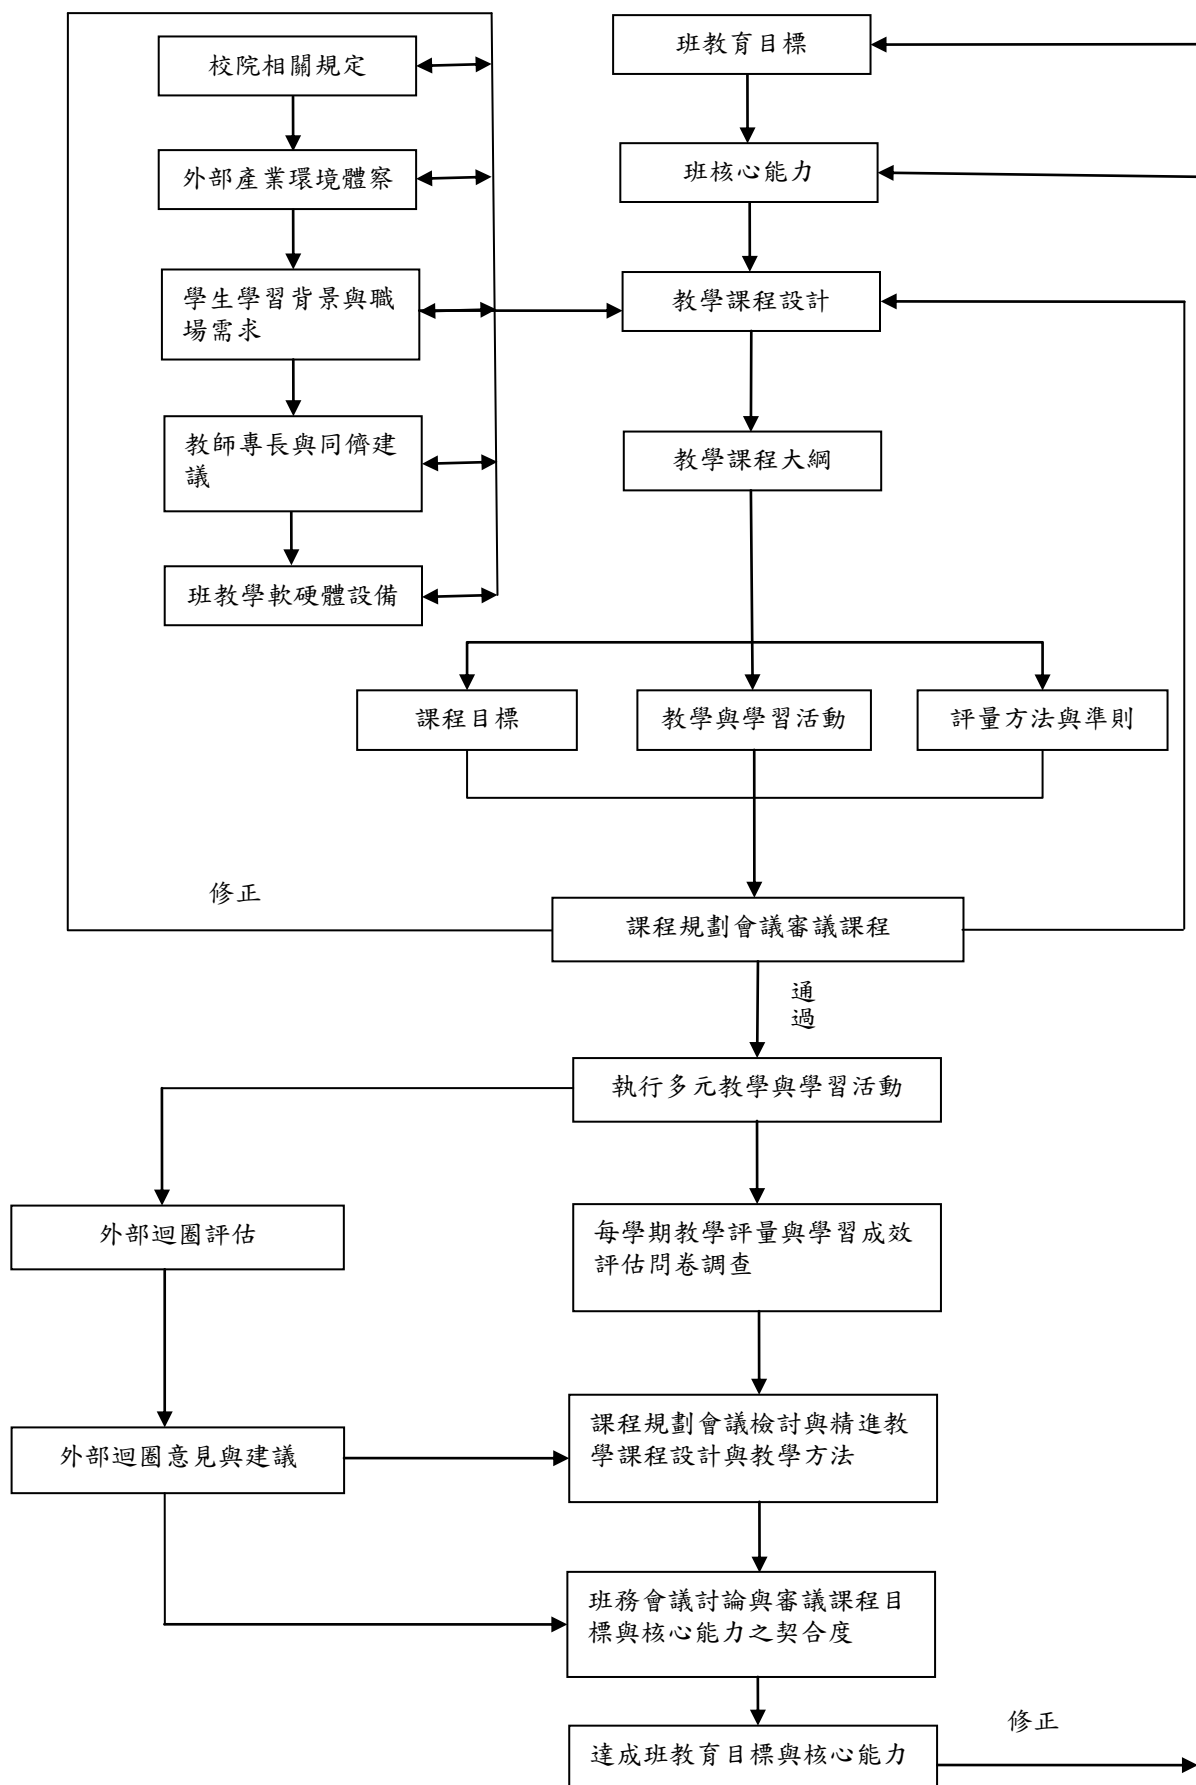 校院相關規定
外部產業環境體察
學生學習背景與職
場需求
教師專長與同儕建
議
班教學軟硬體設備
班教育目標
班核心能力
教學課程設計
教學課程大綱
課程目標
教學與學習活動
評量方法與準則
修正
課程規劃會議審議課程
通
過
執行多元教學與學習活動
外部迴圈評估
每學期教學評量與學習成效
評估問卷調查
外部迴圈意見與建議
課程規劃會議檢討與精進教
學課程設計與教學方法
班務會議討論與審議課程目
標與核心能力之契合度
修正
達成班教育目標與核心能力